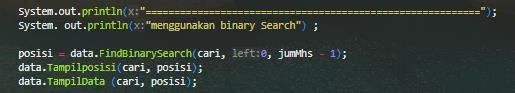 System.out.println(x:"====================================================");
System. out.println(x:"menggunakan binary Search") ;
posisi = data.FindBinarySearch(cari, left:0, jumMhs - 1);
data.Tampilposisi(cari, posisi);
data.TampilData (cari, posisi);